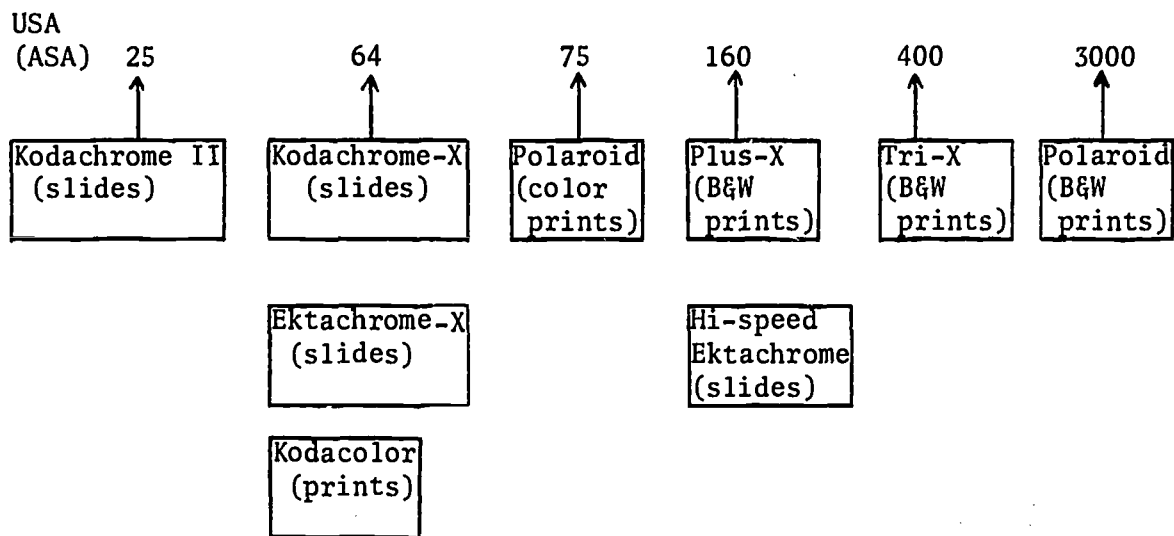 USA
(ASA) 25 64 75 160 400 3000
Kodachrome II Kodachrome-X Polaroid Plus-X Tri-X Polaroid
(slides) (slides) (color (B&W (B&W (B&W
prints) prints) prints) prints)
Ektachrome-X Hi-speed
(slides) Ektachrome
(slides)
Kodacolor
(prints)